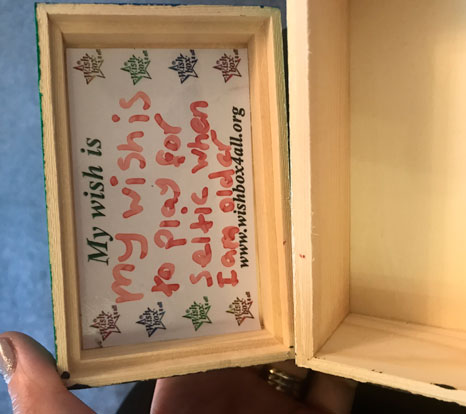 My wish is
my wish is
to play for
seltic when
I am older
www.wishbox4all.org